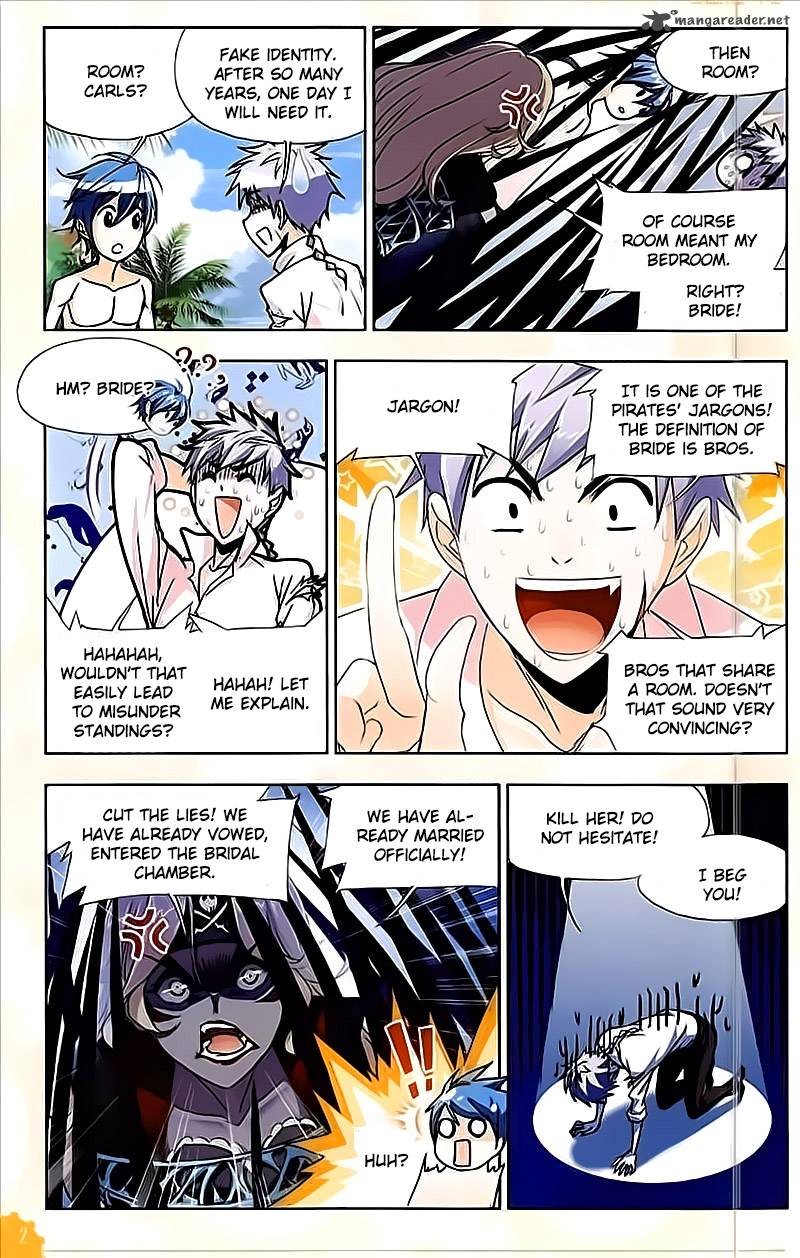 mangareader.net
ROOM?
CARLS?
FAKE IDENTITY.
AFTER SO MANY
YEARS, ONE DAY I
WILL NEED IT.
THEN
ROOM?
OF COURSE
ROOM MEANT MY
BEDROOM.
RIGHT?
BRIDE!
HM? BRIDE?
??
HAHAHAH,
WOULDN'T THAT
EASILY LEAD
TO MISUNDER
STANDINGS?
HAHAH! LET
ME EXPLAIN.
JARGON!
IT IS ONE OF THE
PIRATES' JARGONS!
THE DEFINITION OF
BRIDE IS BROS.
BROS THAT SHARE
A ROOM. DOESN'T
THAT SOUND VERY
CONVINCING?
CUT THE LIES! WE
HAVE ALREADY VOWED,
ENTERED THE BRIDAL
CHAMBER.
WE HAVE AL-
READY MARRIED
OFFICIALLY!
!!
HUH?
KILL HER! DO
NOT HESITATE!
I BEG
YOU!
2